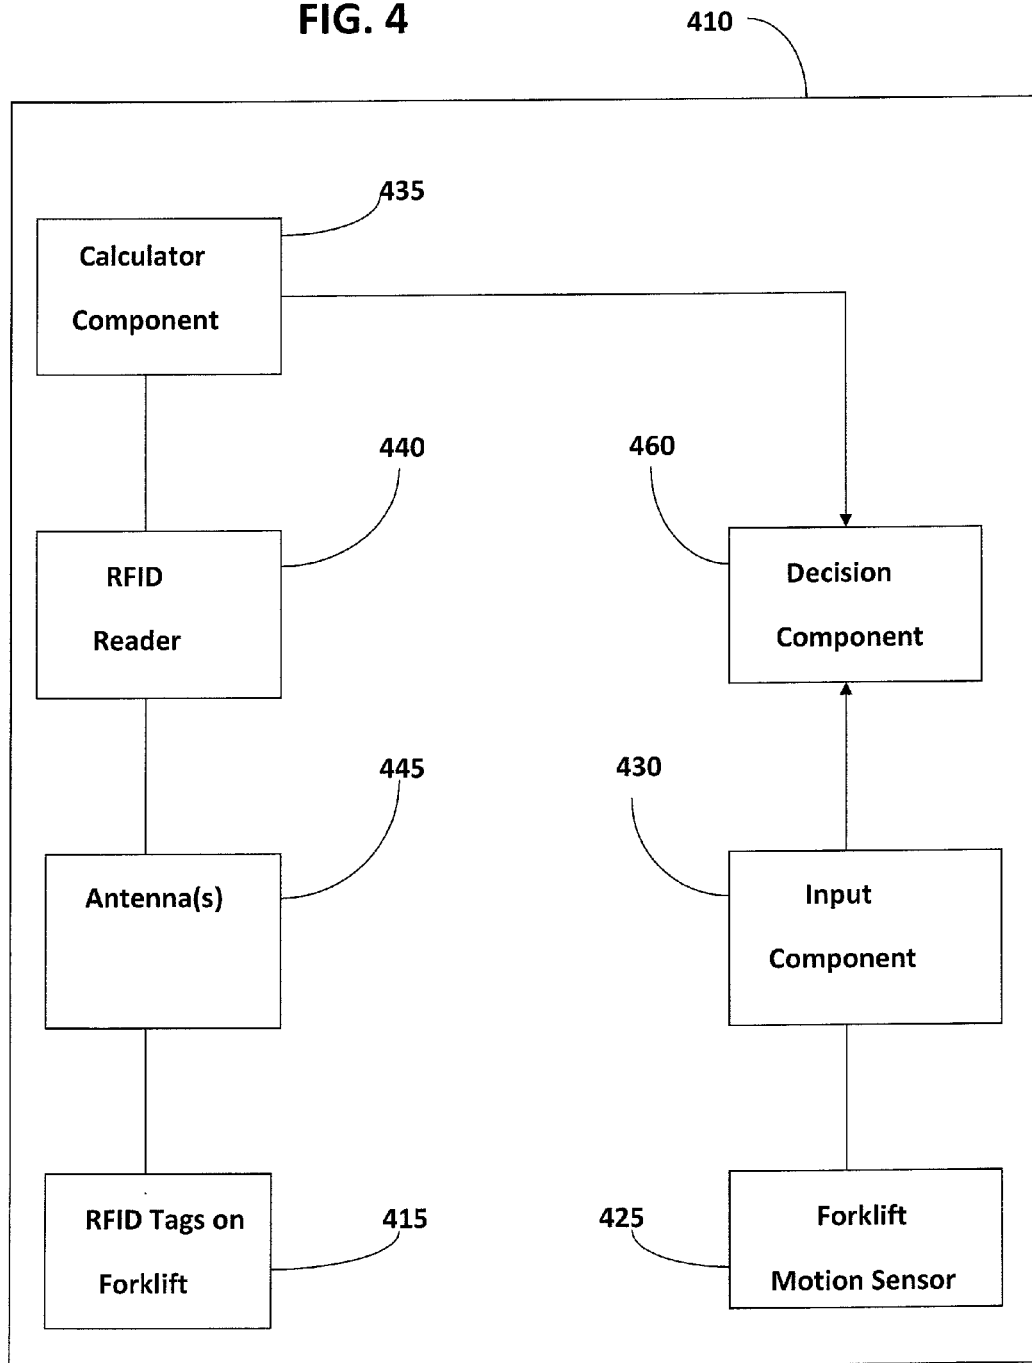 FIG. 4
410
435
Calculator
Component
440
460
RFID
Reader
Decision
Component
445
430
Antenna(s)
Input
Component
RFID Tags on
Forklift
415
425
Forklift
Motion Sensor